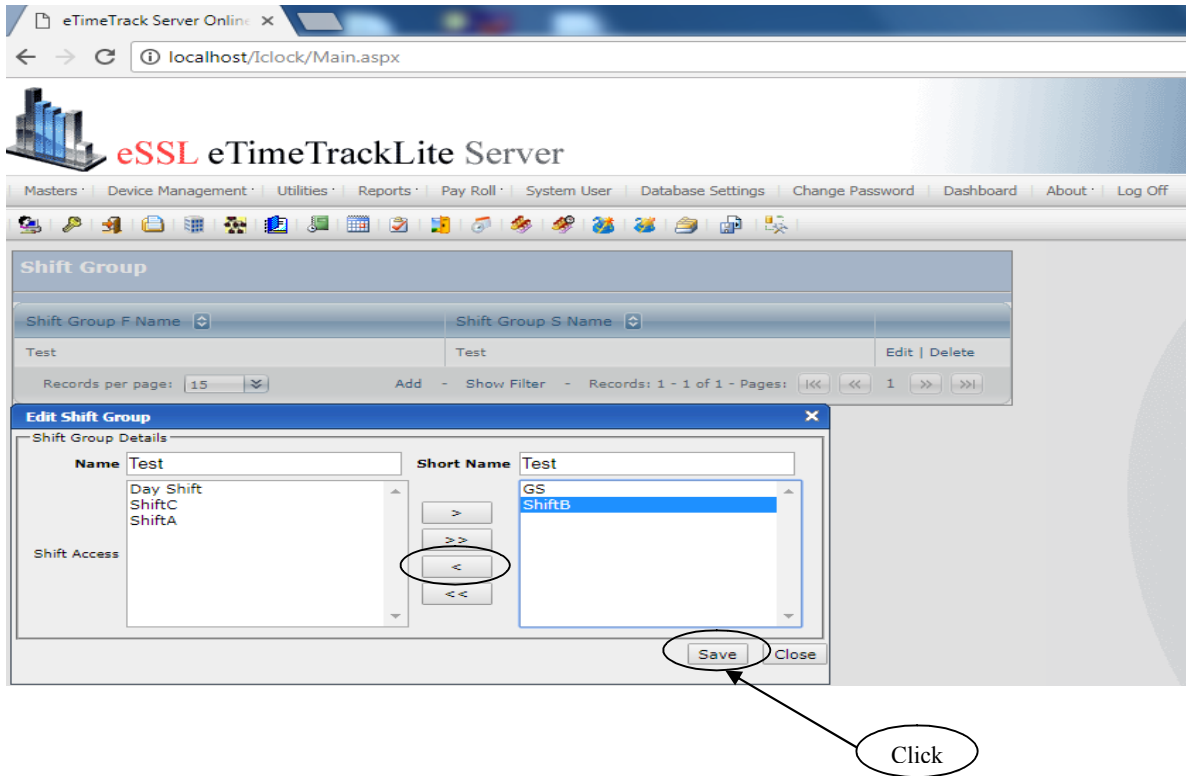 eTimeTrack Server Online
localhost/Iclock/Main.aspx
eSSL eTimeTrackLite Server
Masters Device Management Utilities Reports Pay Roll System User Database Settings Change Password Dashboard About Log Off
Shift Group
Shift Group F Name Shift Group S Name
Test Test Edit | Delete
Records per page: 15 Add - Show Filter - Records: 1 - 1 of 1 - Pages: |<< << 1 >> >>|
Edit Shift Group
Shift Group Details
Name Test Short Name Test
Day Shift GS
ShiftC ShiftB
ShiftA
>
>>
Shift Access
<
<<
Save Close
Click